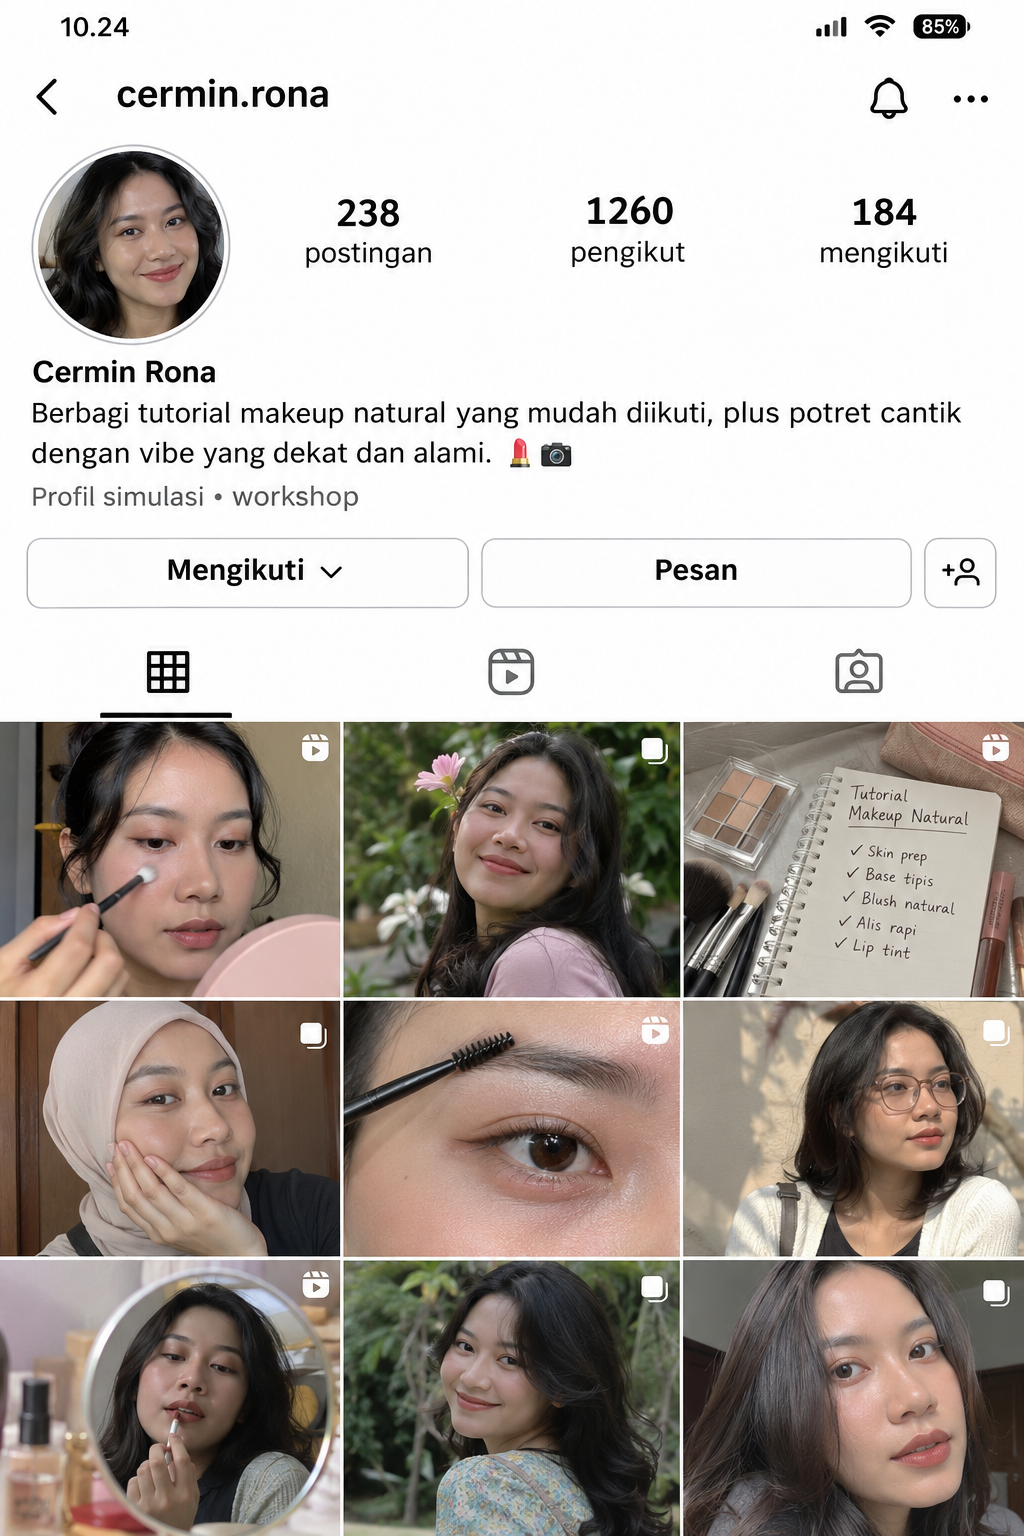 10.24
85%
cermin.rona
238
postingan
1260
pengikut
184
mengikuti
Cermin Rona
Berbagi tutorial makeup natural yang mudah diikuti, plus potret cantik
dengan vibe yang dekat dan alami. 💄 📷
Profil simulasi • workshop
Mengikuti
Pesan
Tutorial
Makeup Natural
✓ Skin prep
✓ Base tipis
✓ Blush natural
✓ Alis rapi
✓ Lip tint